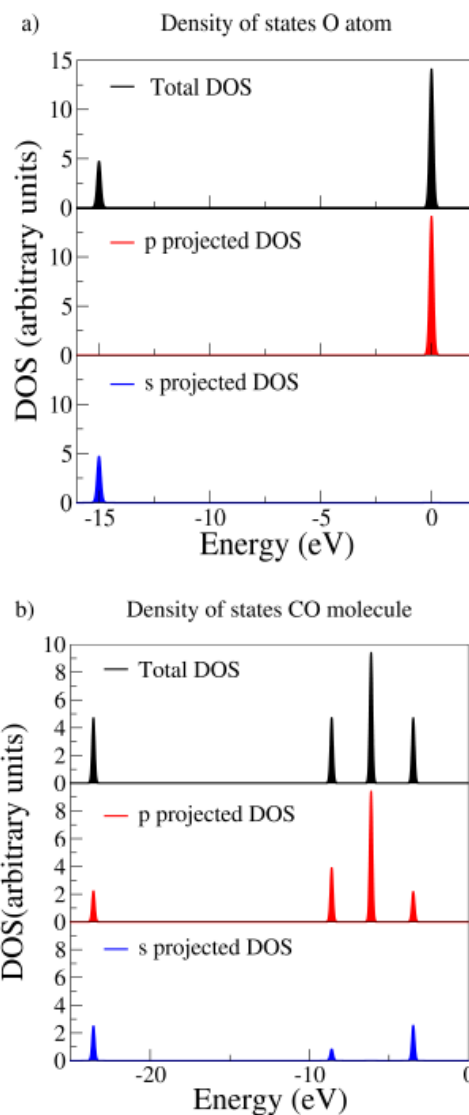 a) Density of states O atom
15
Total DOS
10
5
0
p projected DOS
10
5
0
s projected DOS
10
5
0
-15 -10 -5 0
Energy (eV)
DOS (arbitrary units)
b) Density of states CO molecule
10
Total DOS
8
6
4
2
0
p projected DOS
8
6
4
2
0
s projected DOS
8
6
4
2
0
-20 -10 0
Energy (eV)
DOS(arbitrary units)